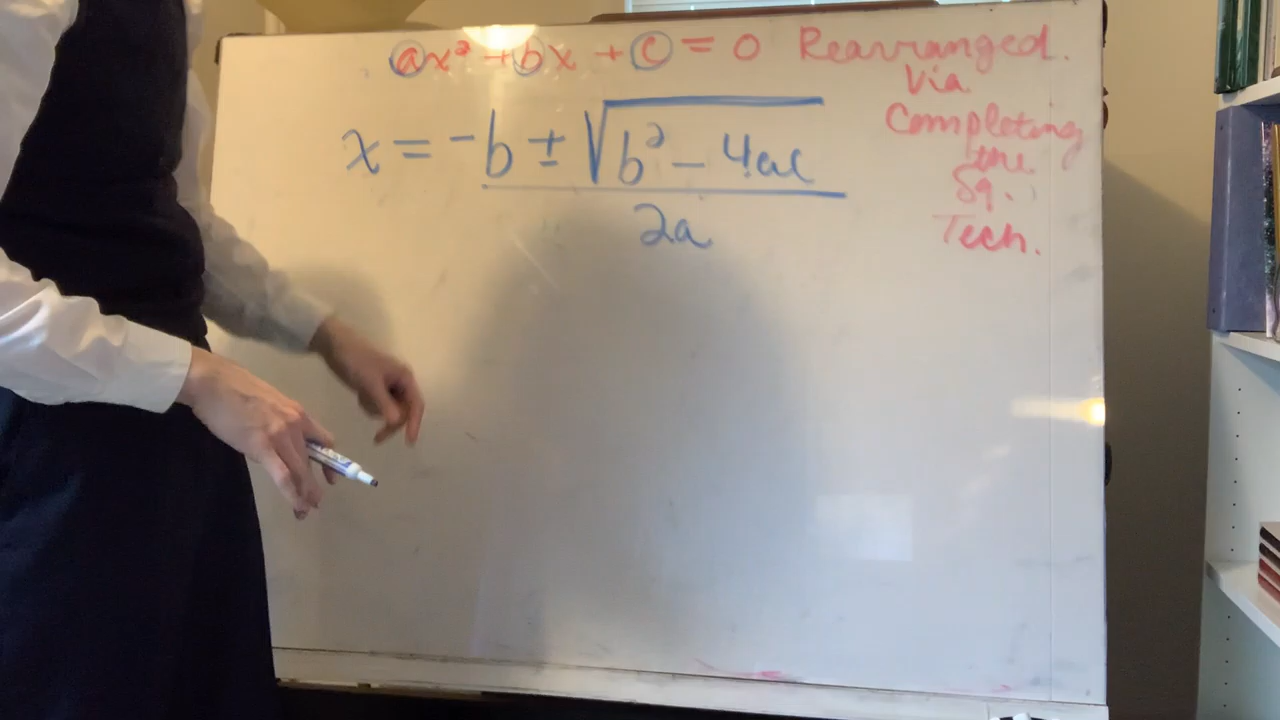 ax² + bx + c = 0 Rearranged.
Via
Completing
the
Sq.
Tech.
x = -b ± √b² - 4ac
2a